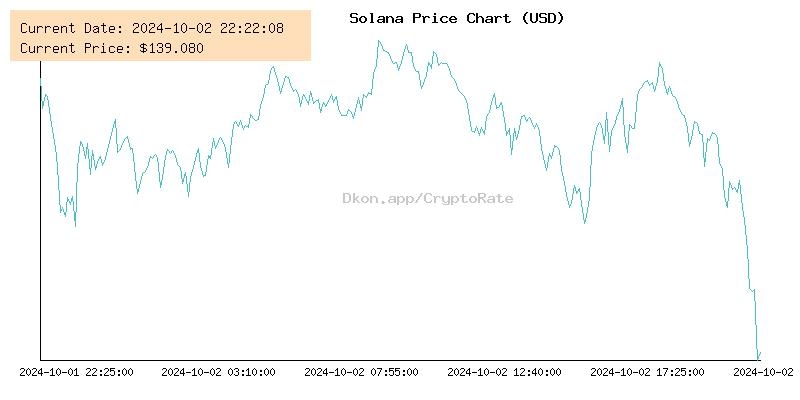 Solana Price Chart (USD)
Current Date: 2024-10-02 22:22:08
Current Price: $139.080
Dkon.app/CryptoRate
2024-10-01 22:25:00 2024-10-02 03:10:00 2024-10-02 07:55:00 2024-10-02 12:40:00 2024-10-02 17:25:00 2024-10-02